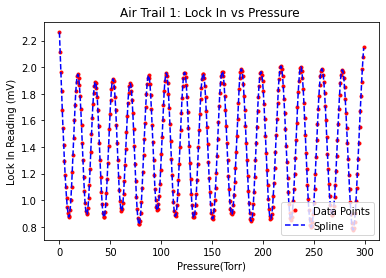 Air Trail 1: Lock In vs Pressure
Lock In Reading (mV)
2.2
2.0
1.8
1.6
1.4
1.2
1.0
0.8
Data Points
Spline
0 50 100 150 200 250 300
Pressure(Torr)